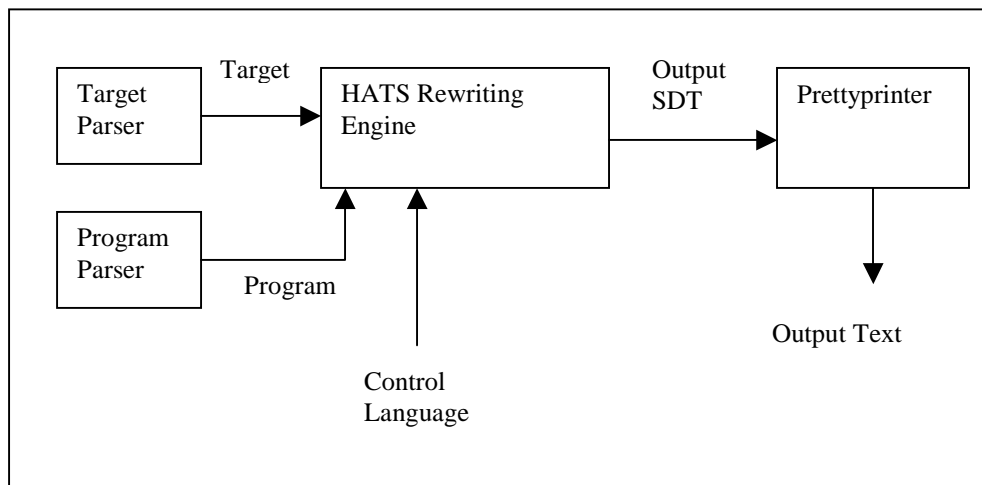 Target
Parser
Target
HATS Rewriting
Engine
Output
SDT
Prettyprinter
Program
Parser
Program
Control
Language
Output Text